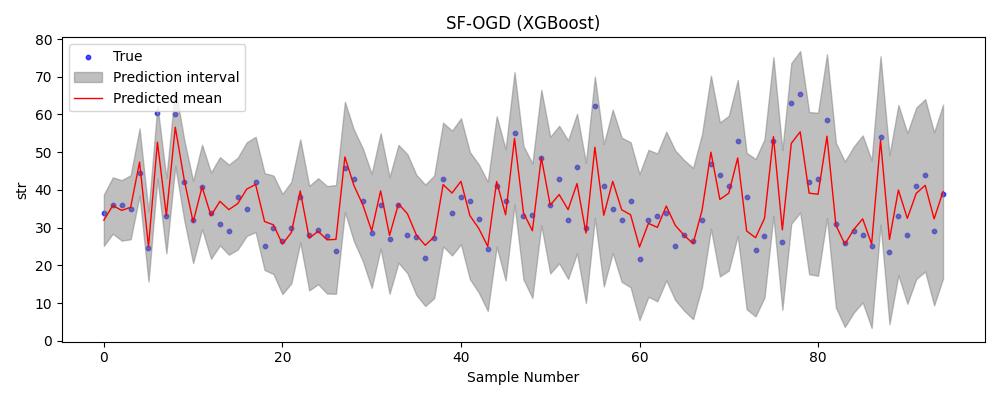 SF-OGD (XGBoost)
True
Prediction interval
Predicted mean
str
80
70
60
50
40
30
20
10
0
0 20 40 60 80
Sample Number